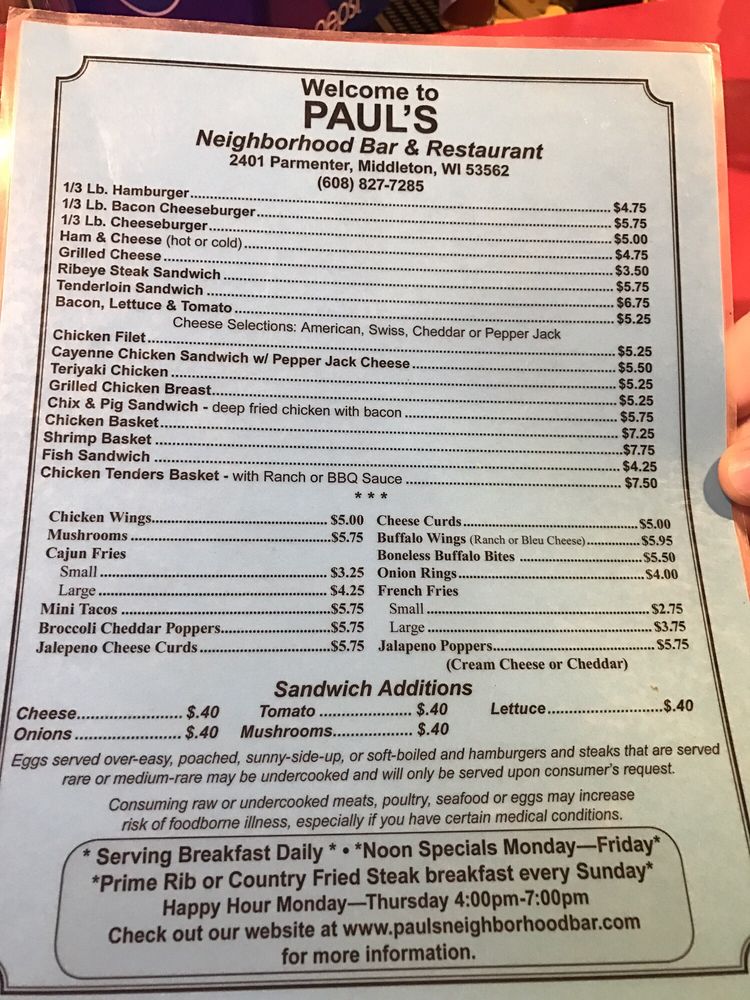 pepsi
Welcome to
PAUL'S
Neighborhood Bar & Restaurant
2401 Parmenter, Middleton, WI 53562
(608) 827-7285
1/3 Lb. Hamburger $4.75
1/3 Lb. Bacon Cheeseburger $5.75
1/3 Lb. Cheeseburger $5.00
Ham & Cheese (hot or cold) $4.75
Grilled Cheese $3.50
Ribeye Steak Sandwich $5.75
Tenderloin Sandwich $6.75
Bacon, Lettuce & Tomato $5.25
Cheese Selections: American, Swiss, Cheddar or Pepper Jack
Chicken Filet $5.25
Cayenne Chicken Sandwich w/ Pepper Jack Cheese $5.50
Teriyaki Chicken $5.25
Grilled Chicken Breast $5.25
Chix & Pig Sandwich - deep fried chicken with bacon $5.75
Chicken Basket $7.25
Shrimp Basket $7.75
Fish Sandwich $4.25
Chicken Tenders Basket - with Ranch or BBQ Sauce $7.50
* * *
Chicken Wings $5.00
Mushrooms $5.75
Cajun Fries
Small $3.25
Large $4.25
Mini Tacos $5.75
Broccoli Cheddar Poppers $5.75
Jalepeno Cheese Curds $5.75
Cheese Curds $5.00
Buffalo Wings (Ranch or Bleu Cheese) $5.95
Boneless Buffalo Bites $5.50
Onion Rings $4.00
French Fries
Small $2.75
Large $3.75
Jalapeno Poppers $5.75
(Cream Cheese or Cheddar)
Sandwich Additions
Cheese $.40 Tomato $.40 Lettuce $.40
Onions $.40 Mushrooms $.40
Eggs served over-easy, poached, sunny-side-up, or soft-boiled and hamburgers and steaks that are served
rare or medium-rare may be undercooked and will only be served upon consumer's request.
Consuming raw or undercooked meats, poultry, seafood or eggs may increase
risk of foodborne illness, especially if you have certain medical conditions.
* Serving Breakfast Daily * • *Noon Specials Monday—Friday*
*Prime Rib or Country Fried Steak breakfast every Sunday*
Happy Hour Monday—Thursday 4:00pm-7:00pm
Check out our website at www.paulsneighborhoodbar.com
for more information.